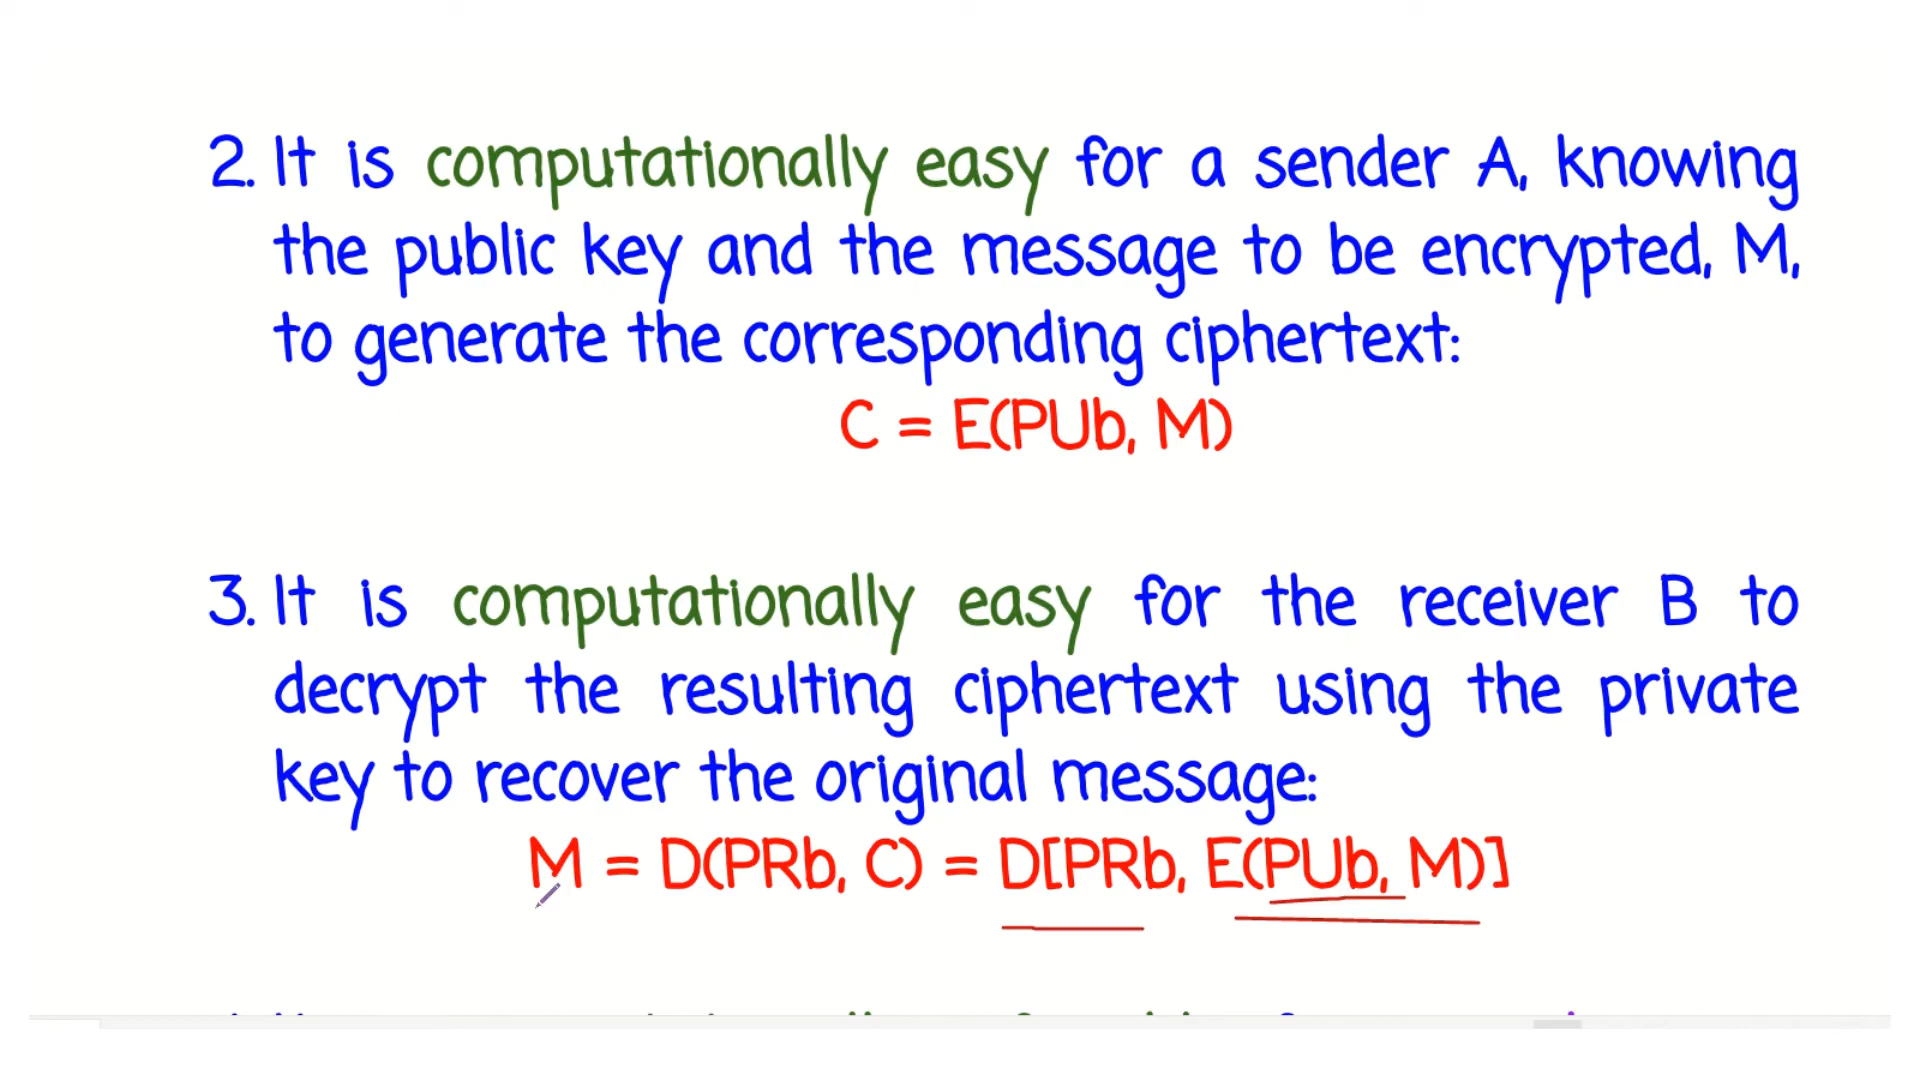 2. It is computationally easy for a sender A, knowing
the public key and the message to be encrypted, M,
to generate the corresponding ciphertext:
C = E(PUb, M)
3. It is computationally easy for the receiver B to
decrypt the resulting ciphertext using the private
key to recover the original message:
M = D(PRb, C) = D[PRb, E(PUb, M)]